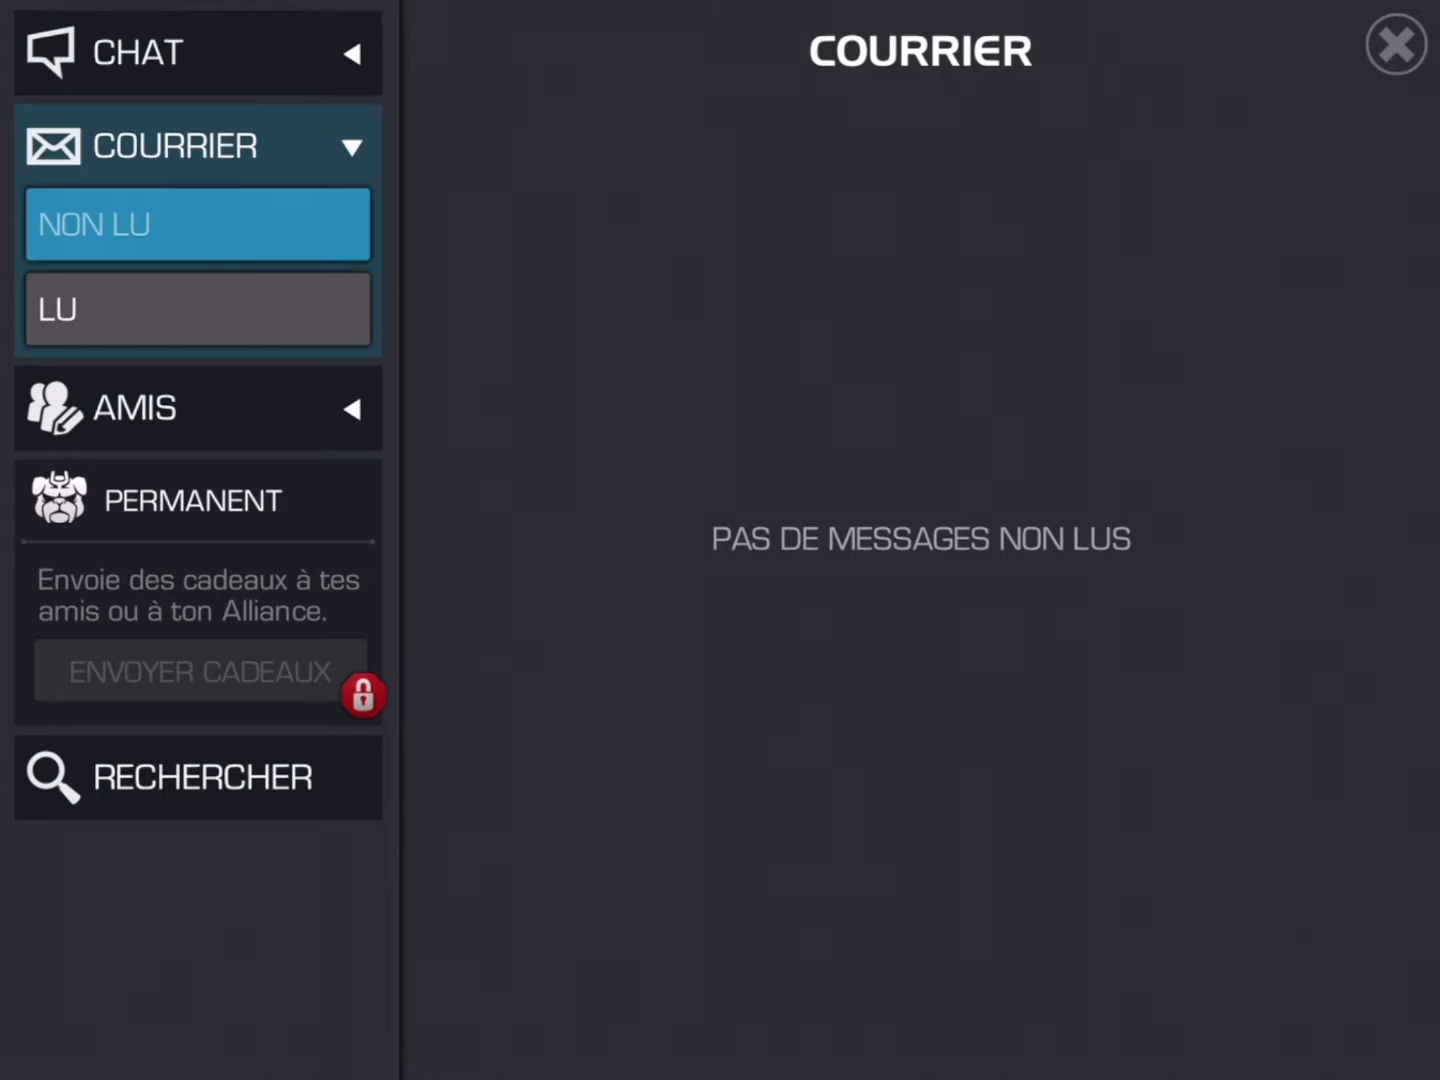 CHAT
COURRIER
NON LU
LU
AMIS
PERMANENT
Envoie des cadeaux à tes
amis ou à ton Alliance.
ENVOYER CADEAUX
RECHERCHER
COURRIER
PAS DE MESSAGES NON LUS